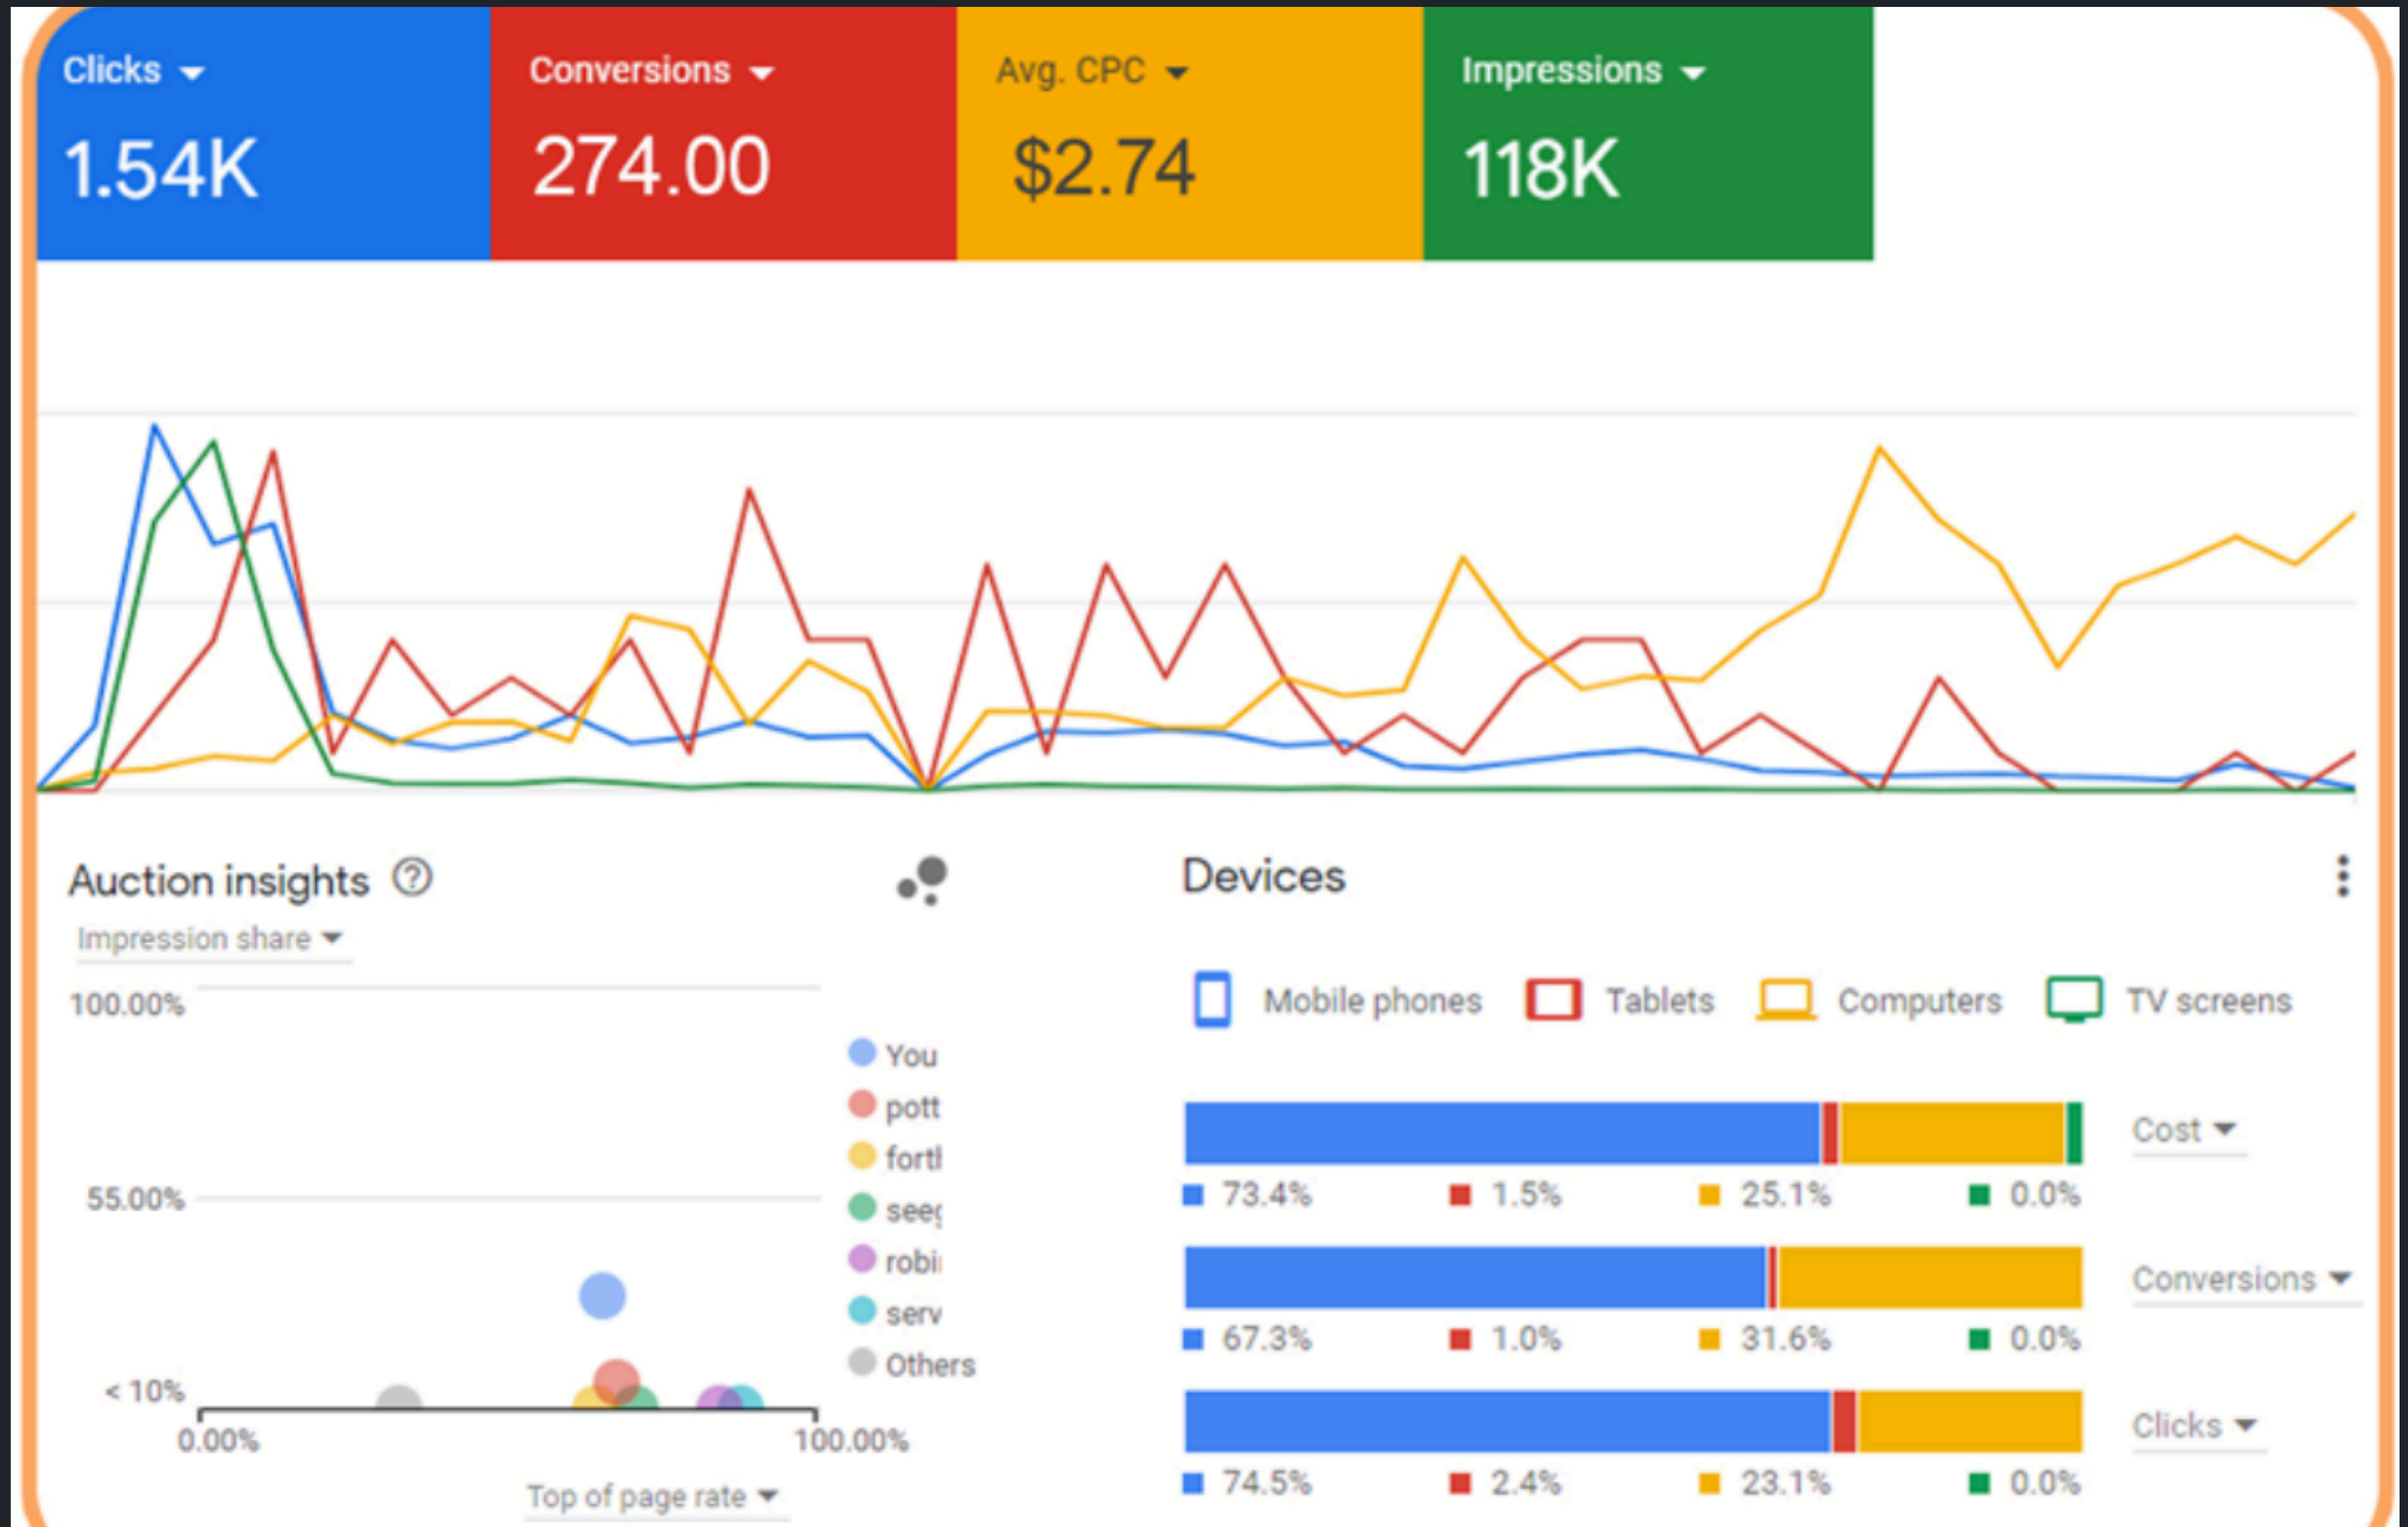 Clicks Conversions Avg. CPC Impressions
1.54K 274.00 $2.74 118K
Auction insights
Impression share
100.00%
55.00%
< 10%
0.00% 100.00%
Top of page rate
You
pott
forth
seeg
robi
serv
Others
Devices
Mobile phones Tablets Computers TV screens
Cost
73.4% 1.5% 25.1% 0.0%
Conversions
67.3% 1.0% 31.6% 0.0%
Clicks
74.5% 2.4% 23.1% 0.0%